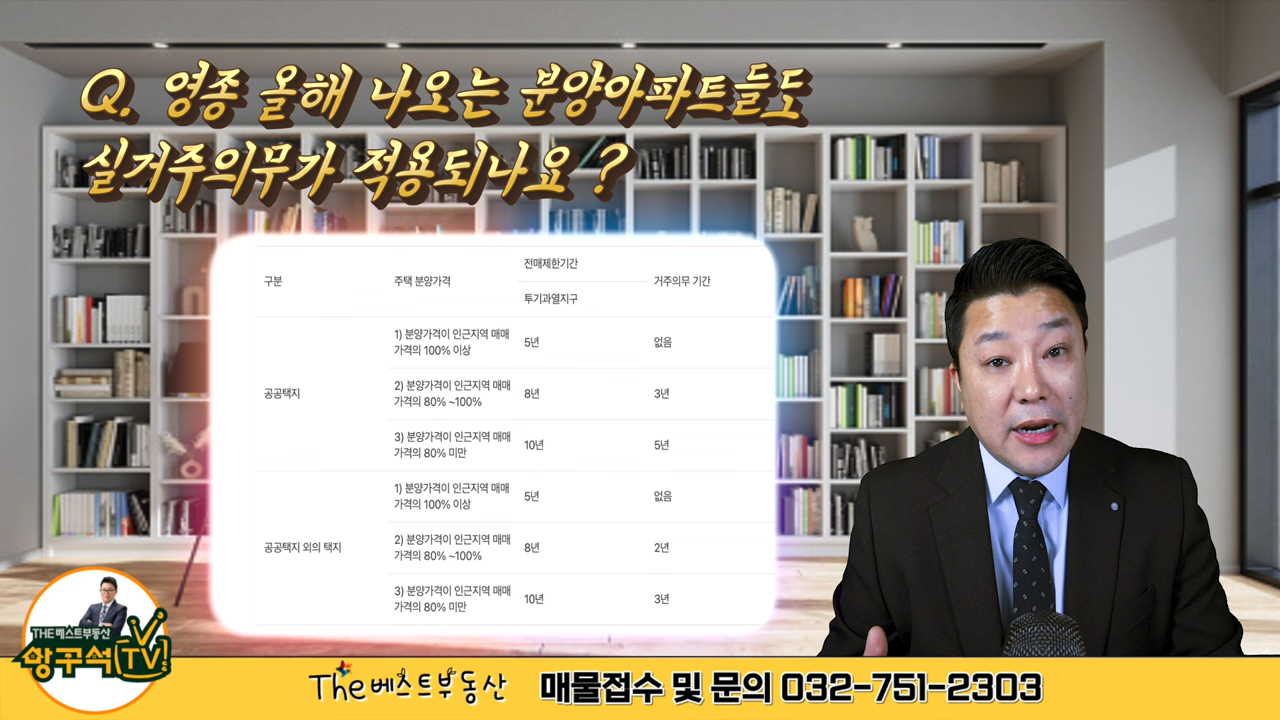 Q. 영종 올해 나오는 분양아파트들도
실거주의무가 적용되나요 ?
구분
주택 분양가격
전매제한기간
투기과열지구
거주의무 기간
공공택지
1) 분양가격이 인근지역 매매
가격의 100% 이상
5년
없음
2) 분양가격이 인근지역 매매
가격의 80% ~100%
8년
3년
3) 분양가격이 인근지역 매매
가격의 80% 미만
10년
5년
공공택지 외의 택지
1) 분양가격이 인근지역 매매
가격의 100% 이상
5년
없음
2) 분양가격이 인근지역 매매
가격의 80% ~100%
8년
2년
3) 분양가격이 인근지역 매매
가격의 80% 미만
10년
3년
THE베스트부동산
TV
The베스트부동산
매물접수 및 문의 032-751-2303